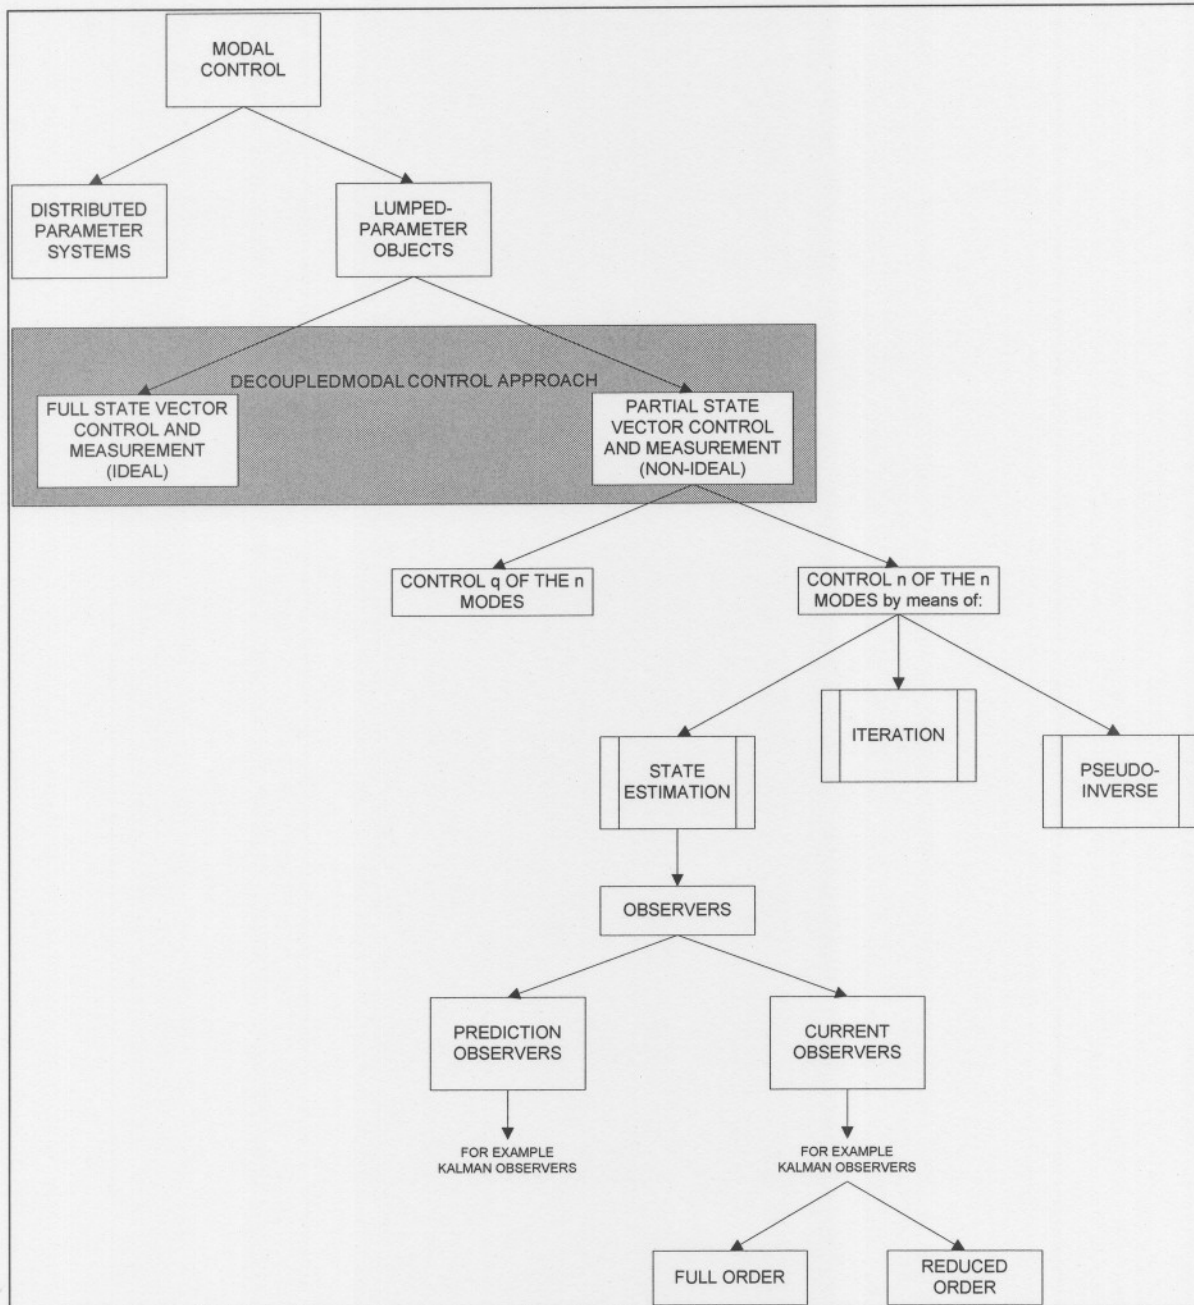 MODAL
CONTROL
DISTRIBUTED
PARAMETER
SYSTEMS
LUMPED-
PARAMETER
OBJECTS
DECOUPLEDMODAL CONTROL APPROACH
FULL STATE VECTOR
CONTROL AND
MEASUREMENT
(IDEAL)
PARTIAL STATE
VECTOR CONTROL
AND MEASUREMENT
(NON-IDEAL)
CONTROL q OF THE n
MODES
CONTROL n OF THE n
MODES by means of:
STATE
ESTIMATION
ITERATION
PSEUDO-
INVERSE
OBSERVERS
PREDICTION
OBSERVERS
CURRENT
OBSERVERS
FOR EXAMPLE
KALMAN OBSERVERS
FOR EXAMPLE
KALMAN OBSERVERS
FULL ORDER
REDUCED
ORDER